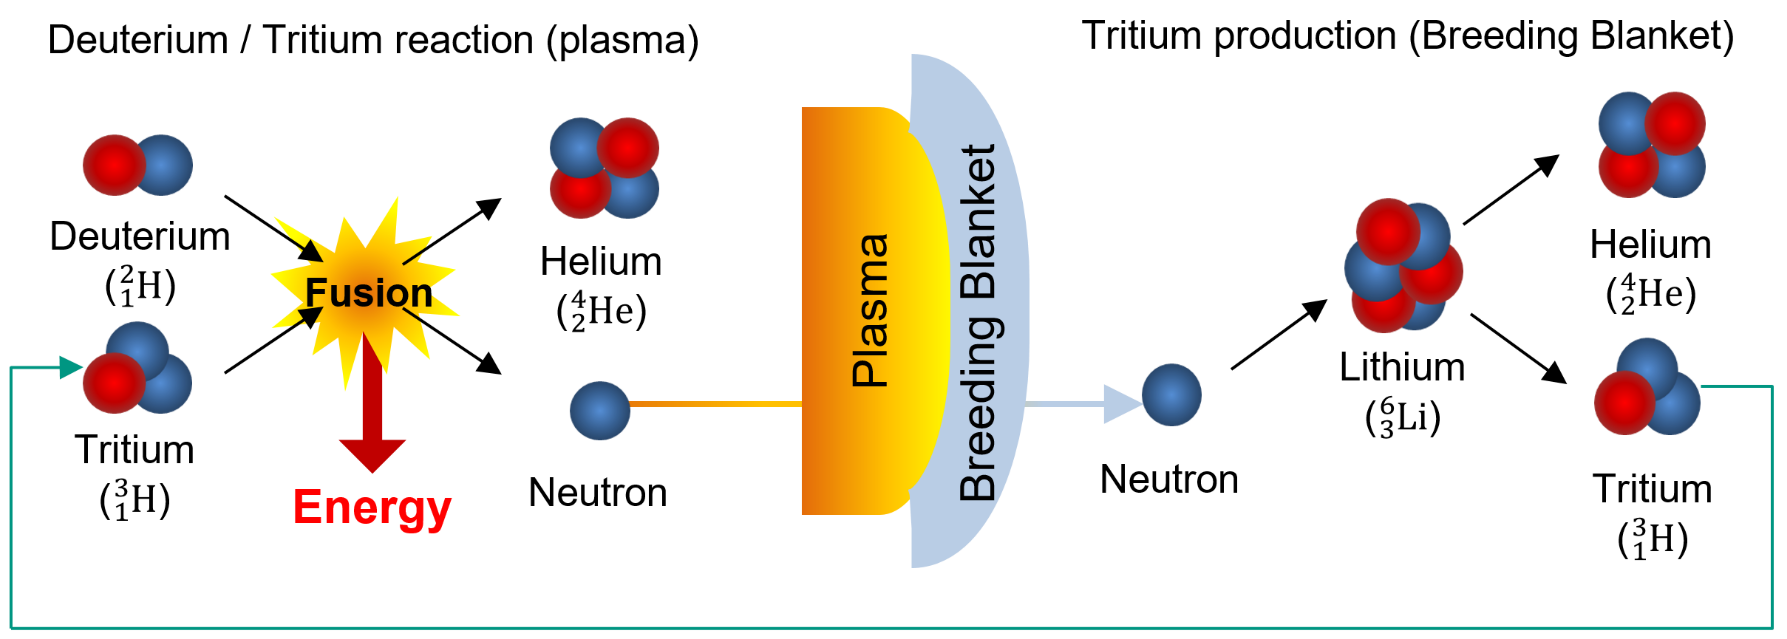 Deuterium / Tritium reaction (plasma)
Tritium production (Breeding Blanket)
Deuterium
(²₁H)
Tritium
(³₁H)
Fusion
Energy
Helium
(⁴₂He)
Neutron
Plasma
Breeding Blanket
Neutron
Lithium
(⁶₃Li)
Helium
(⁴₂He)
Tritium
(³₁H)